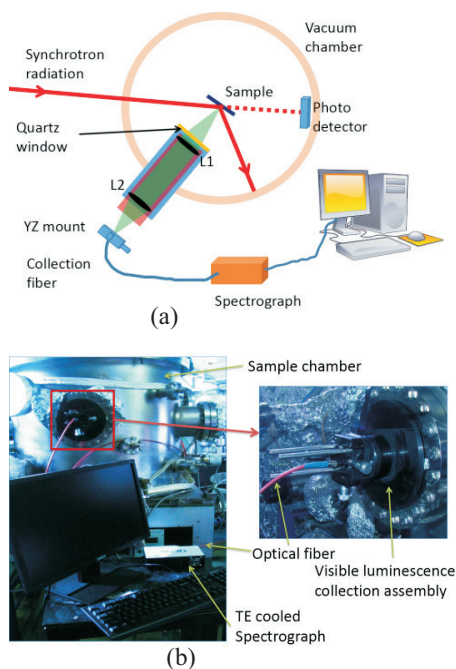 Vacuum
chamber
Synchrotron
radiation
Sample
Quartz
window
Photo
detector
L1
L2
YZ mount
Collection
fiber
Spectrograph
(a)
Sample chamber
Optical fiber
Visible luminescence
collection assembly
TE cooled
Spectrograph
(b)